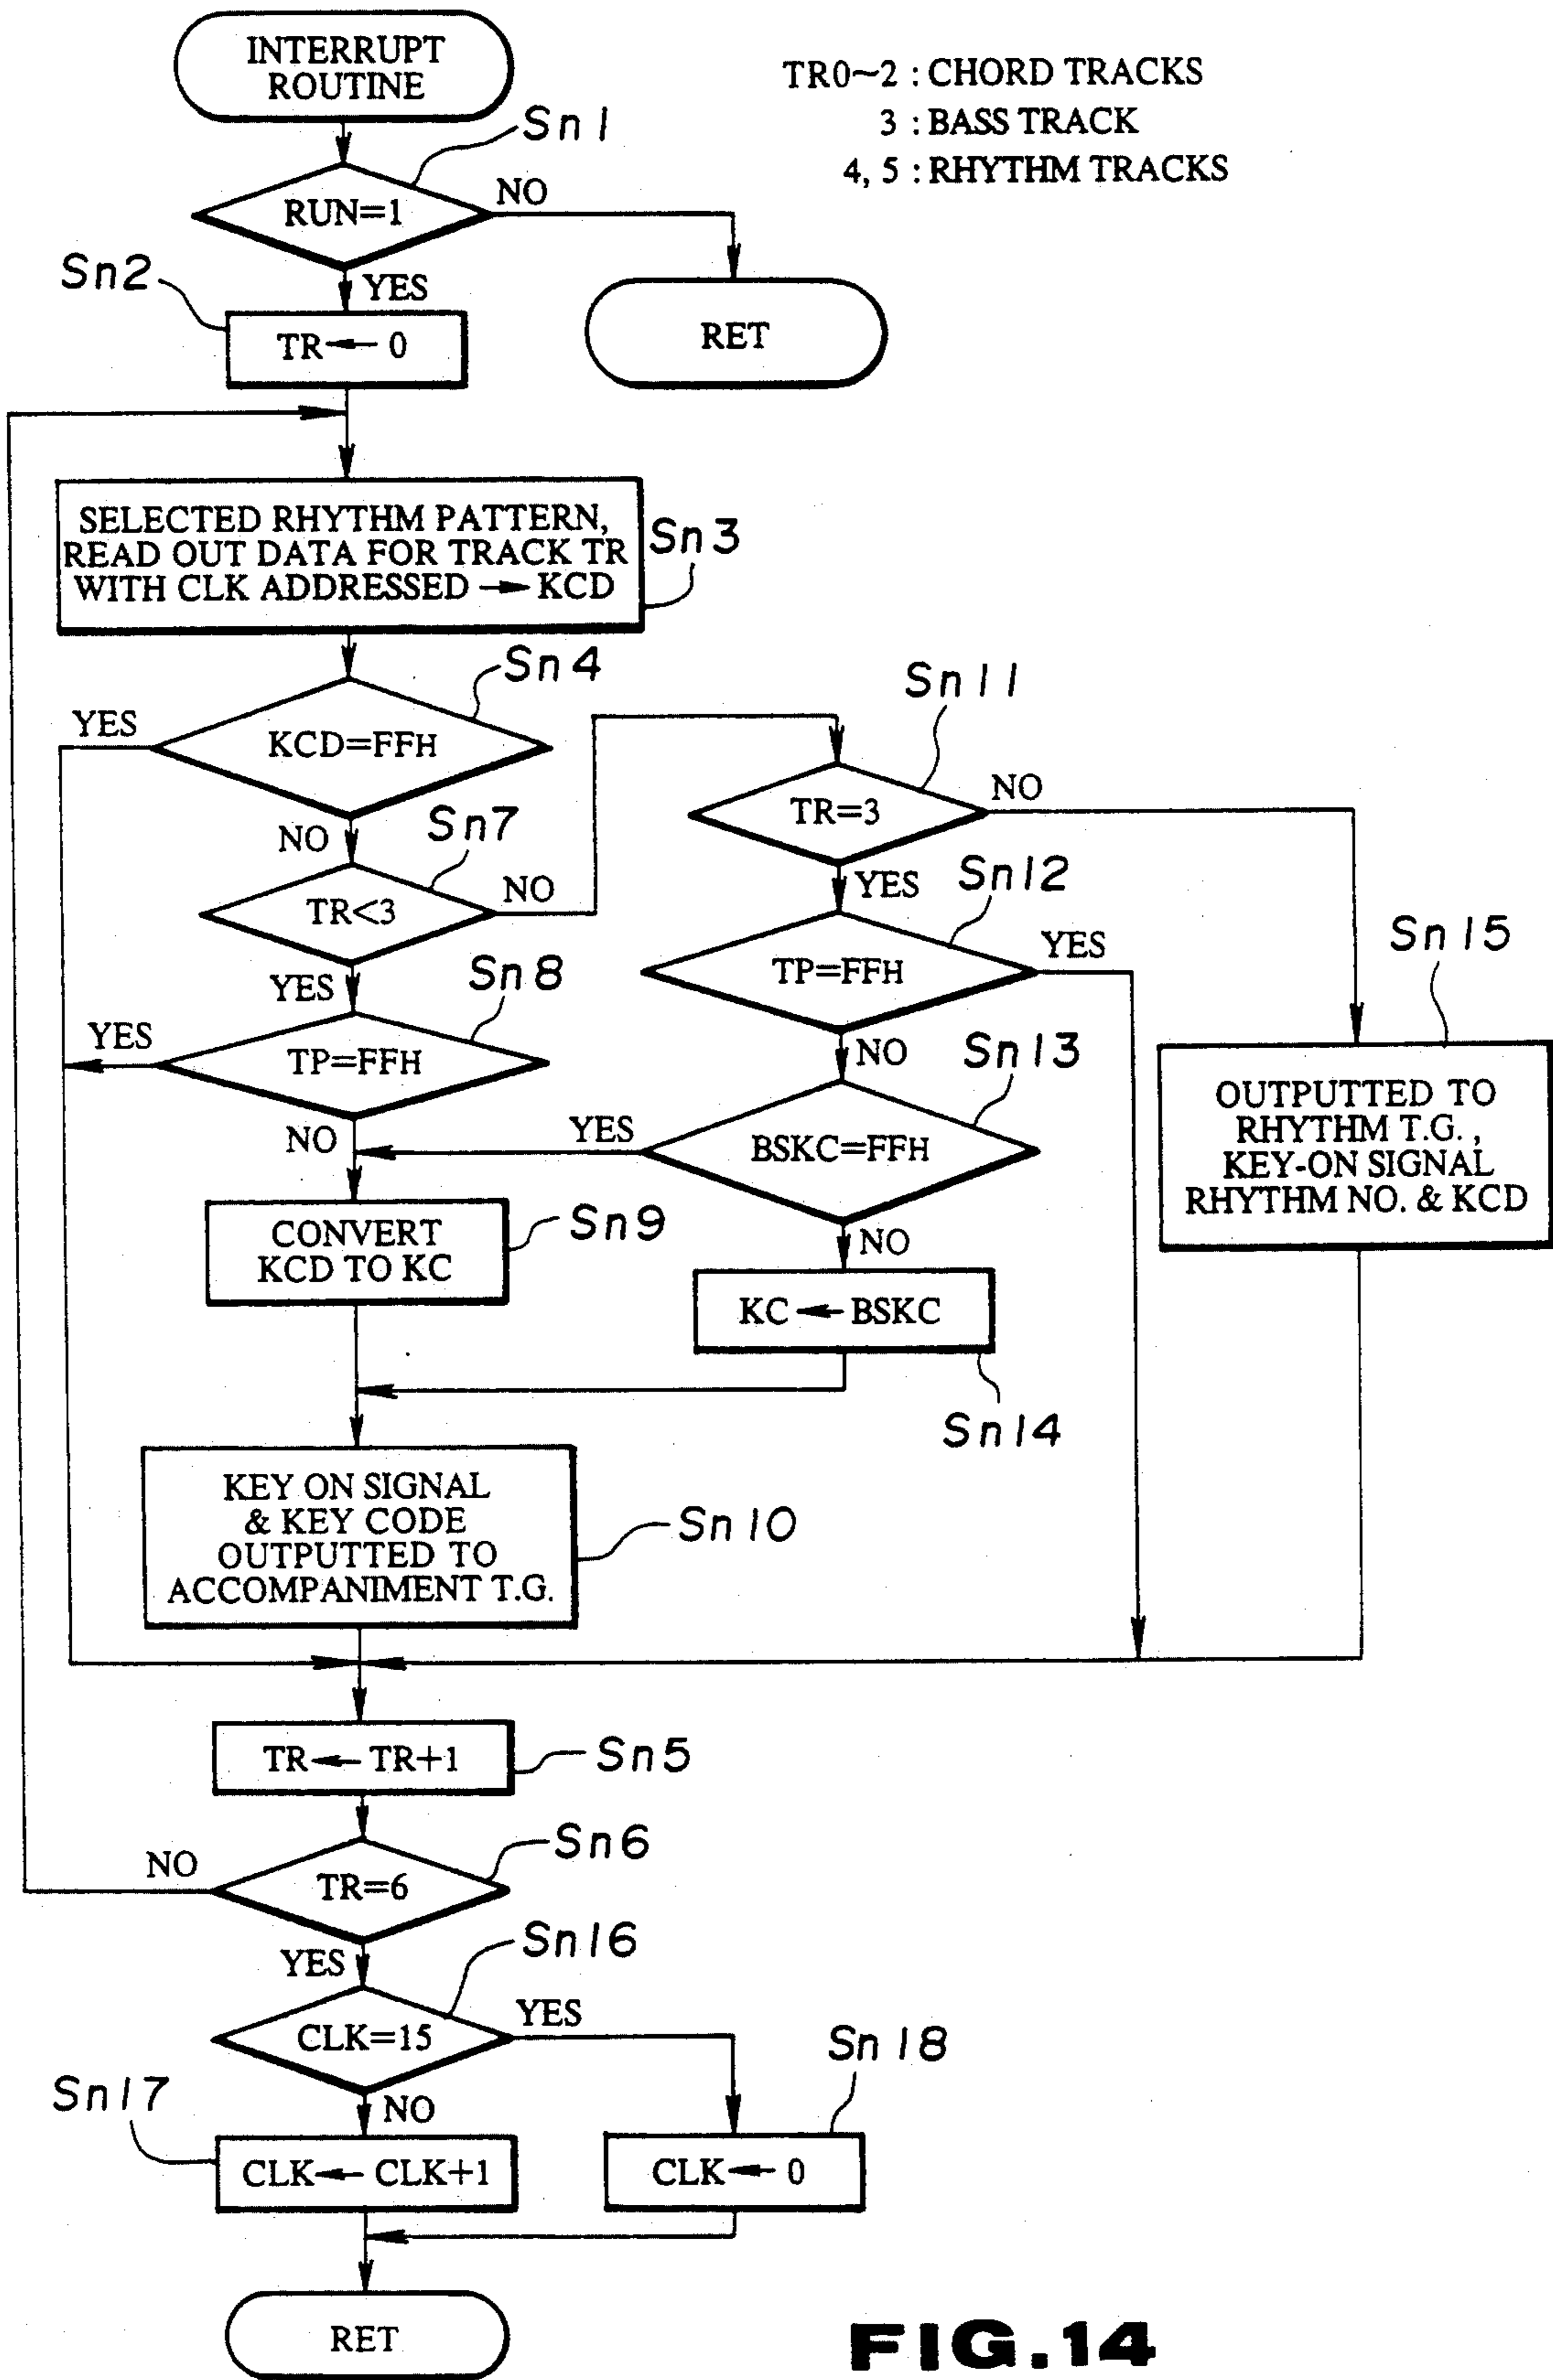 INTERRUPT
ROUTINE
TR0~2 : CHORD TRACKS
3 : BASS TRACK
4, 5 : RHYTHM TRACKS
Sn1
RUN=1
NO
YES
RET
Sn2
TR ← 0
SELECTED RHYTHM PATTERN,
READ OUT DATA FOR TRACK TR
WITH CLK ADDRESSED → KCD
Sn3
Sn4
KCD=FFH
YES
NO
Sn7
TR<3
NO
YES
Sn8
TP=FFH
YES
NO
CONVERT
KCD TO KC
Sn9
Sn11
TR=3
NO
YES
Sn12
TP=FFH
YES
NO
Sn13
BSKC=FFH
YES
NO
KC ← BSKC
Sn14
Sn15
OUTPUTTED TO
RHYTHM T.G. ,
KEY-ON SIGNAL
RHYTHM NO. & KCD
KEY ON SIGNAL
& KEY CODE
OUTPUTTED TO
ACCOMPANIMENT T.G.
Sn10
TR ← TR+1
Sn5
Sn6
TR=6
NO
YES
Sn16
CLK=15
YES
NO
Sn17
CLK ← CLK+1
Sn18
CLK ← 0
RET
FIG.14